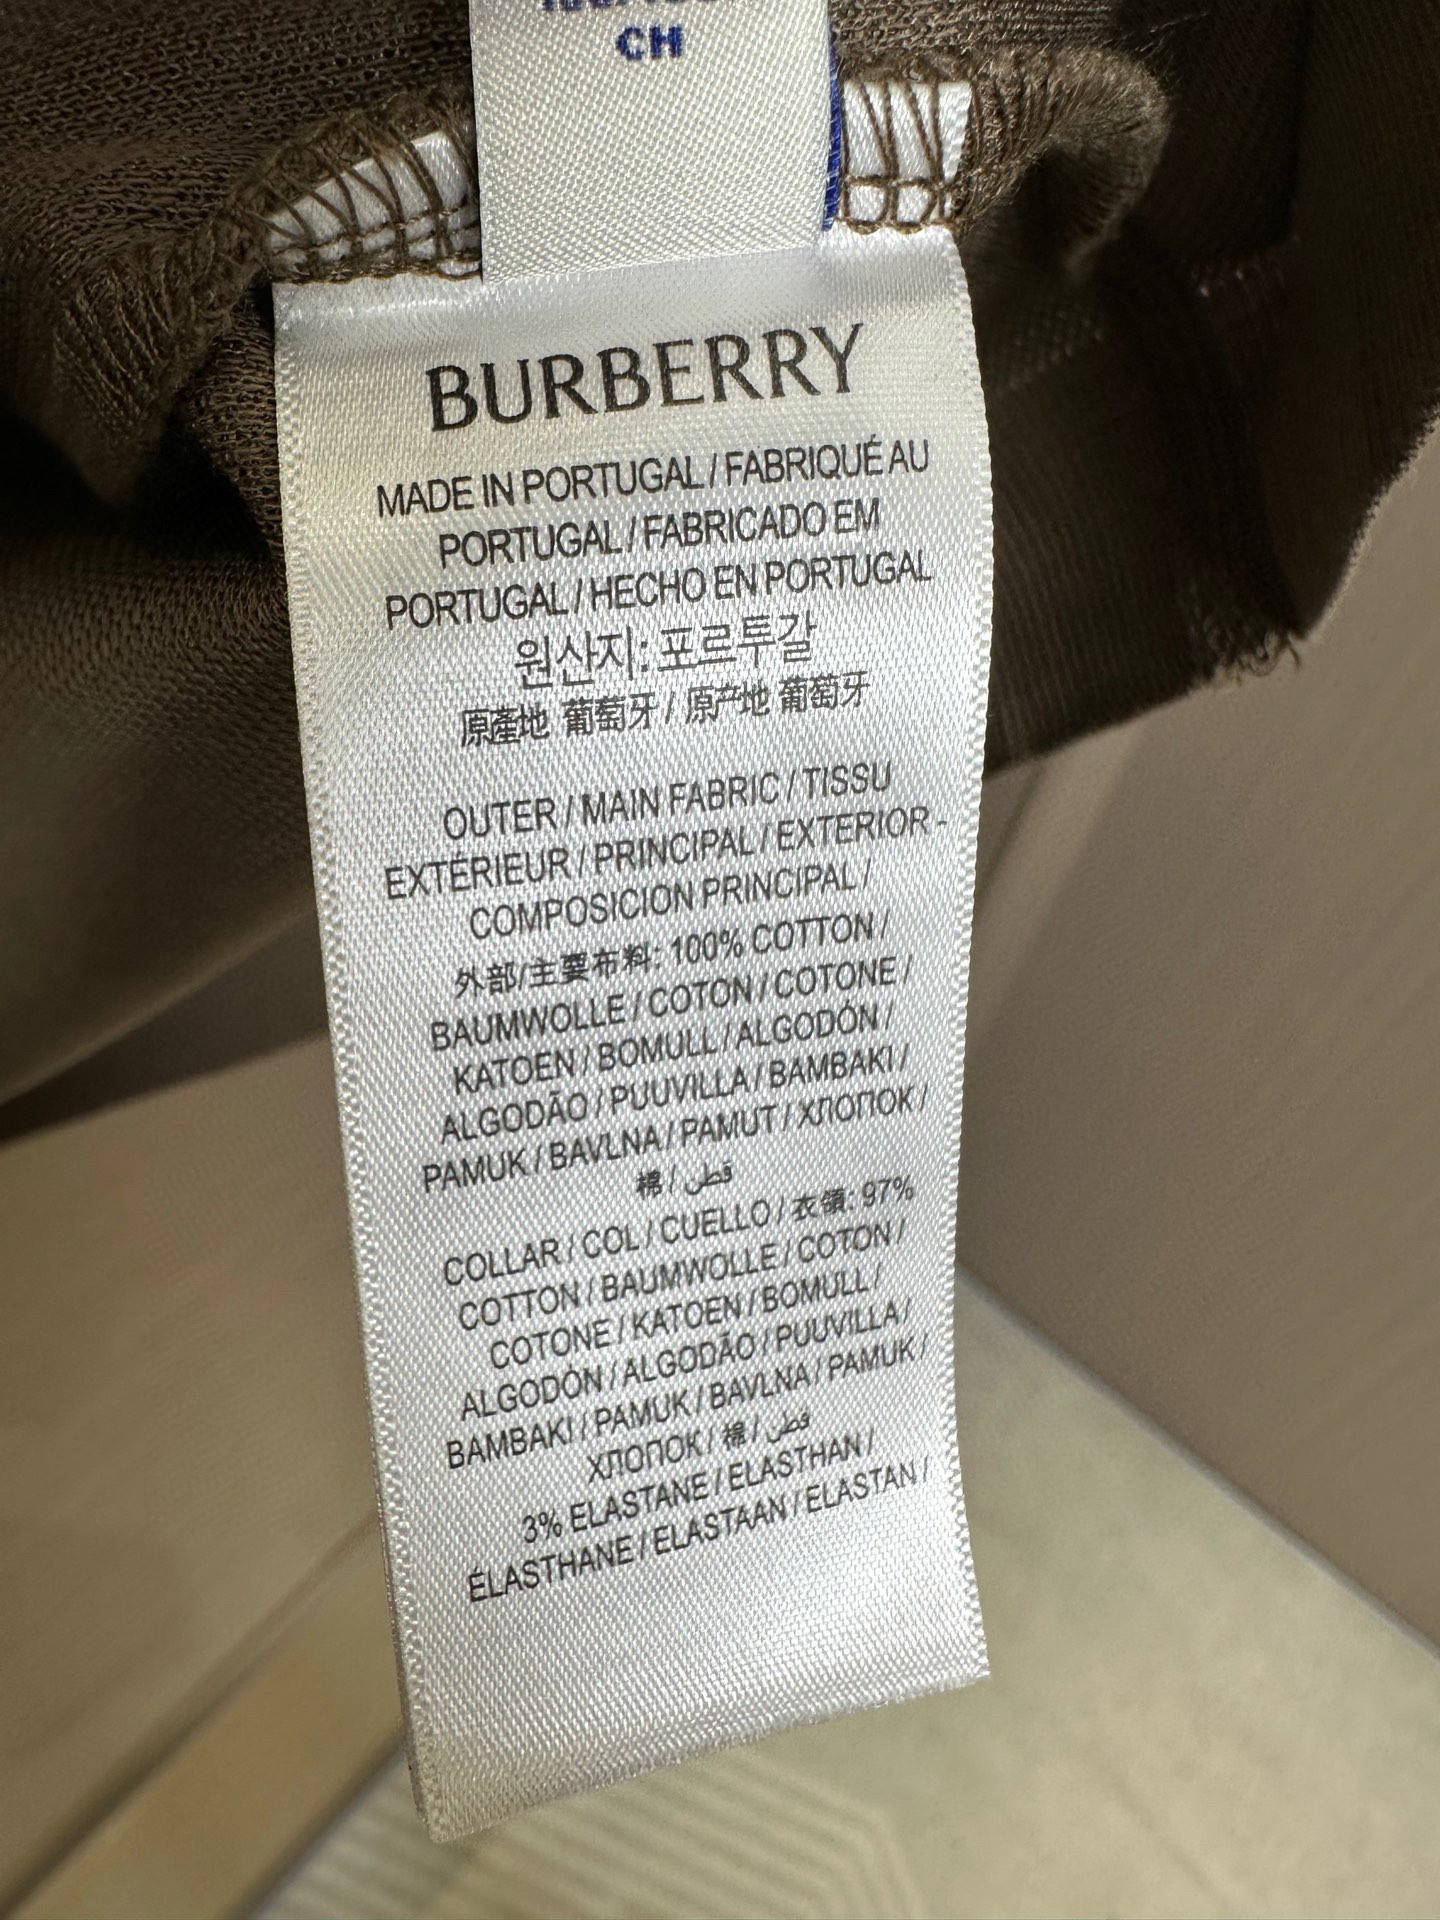 CH
BURBERRY
MADE IN PORTUGAL / FABRIQUÉ AU
PORTUGAL / FABRICADO EM
PORTUGAL / HECHO EN PORTUGAL
원산지: 포르투갈
原產地 葡萄牙 / 原产地 葡萄牙
OUTER / MAIN FABRIC / TISSU
EXTÉRIEUR / PRINCIPAL / EXTERIOR -
COMPOSICION PRINCIPAL /
外部/主要布料: 100% COTTON /
BAUMWOLLE / COTON / COTONE /
KATOEN / BOMULL / ALGODÓN /
ALGODÃO / PUUVILLA / BAMBAKI /
PAMUK / BAVLNA / PAMUT / ХЛОПОК /
棉 / قطن
COLLAR / COL / CUELLO / 衣領: 97%
COTTON / BAUMWOLLE / COTON /
COTONE / KATOEN / BOMULL /
ALGODÓN / ALGODÃO / PUUVILLA /
BAMBAKI / PAMUK / BAVLNA / PAMUK /
ХЛОПОК / 棉 / قطن
3% ELASTANE / ELASTHAN /
ÉLASTHANE / ELASTAAN / ELASTAN /